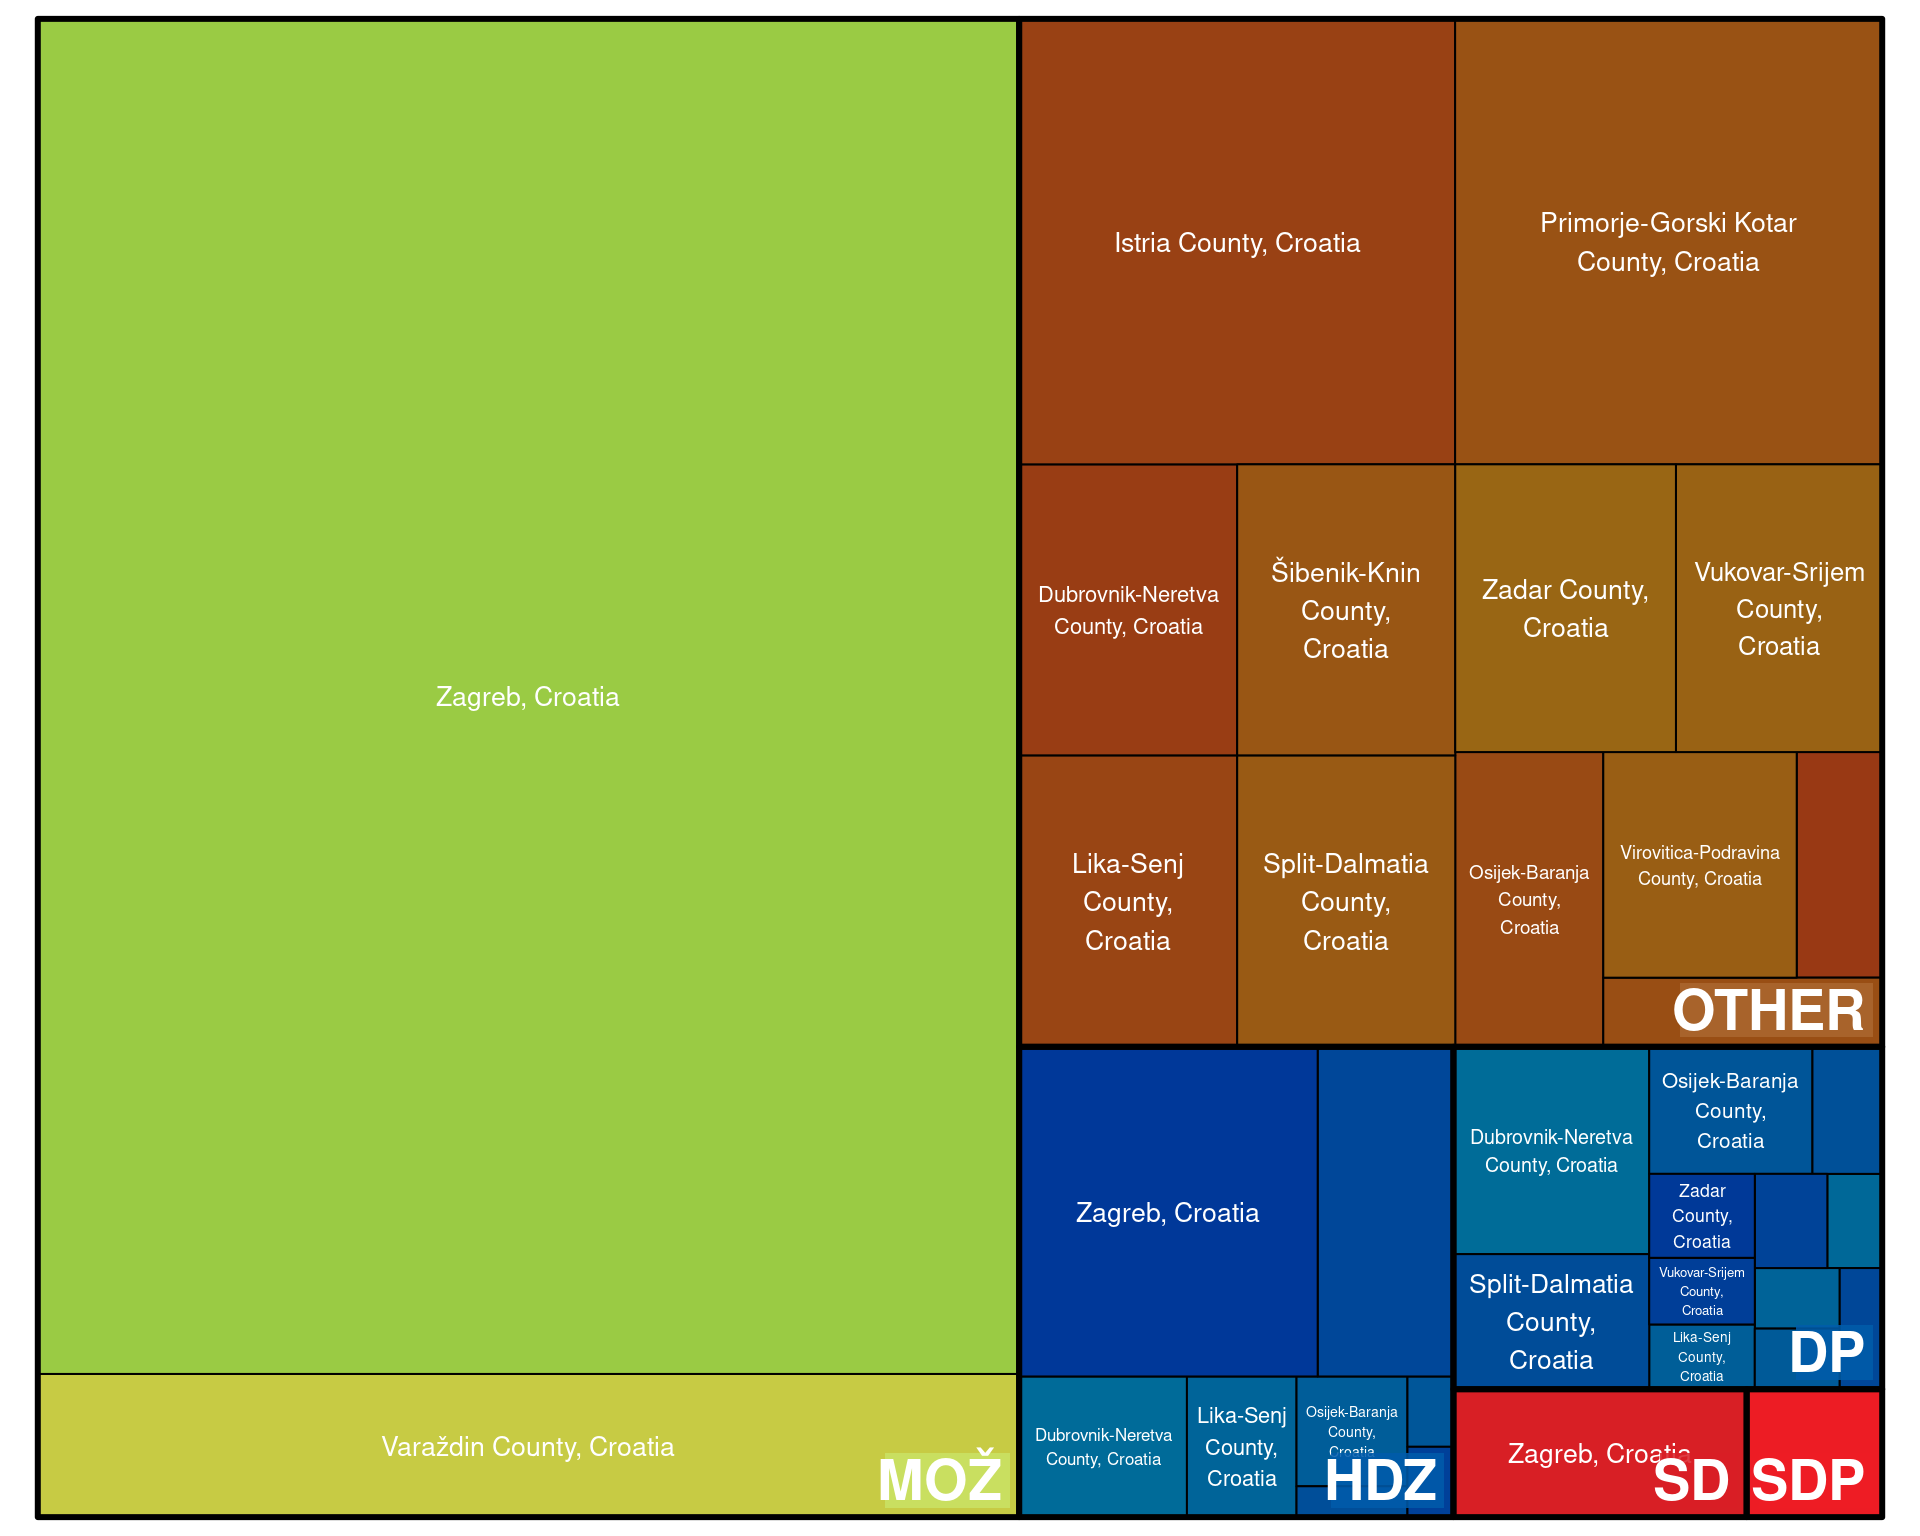 Zagreb, Croatia
Varaždin County, Croatia
MOŽ
Istria County, Croatia
Primorje-Gorski Kotar
County, Croatia
Dubrovnik-Neretva
County, Croatia
Šibenik-Knin
County,
Croatia
Zadar County,
Croatia
Vukovar-Srijem
County,
Croatia
Lika-Senj
County,
Croatia
Split-Dalmatia
County,
Croatia
Osijek-Baranja
County,
Croatia
Virovitica-Podravina
County, Croatia
OTHER
Zagreb, Croatia
Dubrovnik-Neretva
County, Croatia
Lika-Senj
County,
Croatia
Osijek-Baranja
County,
Croatia
HDZ
Dubrovnik-Neretva
County, Croatia
Osijek-Baranja
County,
Croatia
Split-Dalmatia
County,
Croatia
Zadar
County,
Croatia
Vukovar-Srijem
County,
Croatia
Lika-Senj
County,
Croatia
DP
Zagreb, Croatia
SD
SDP